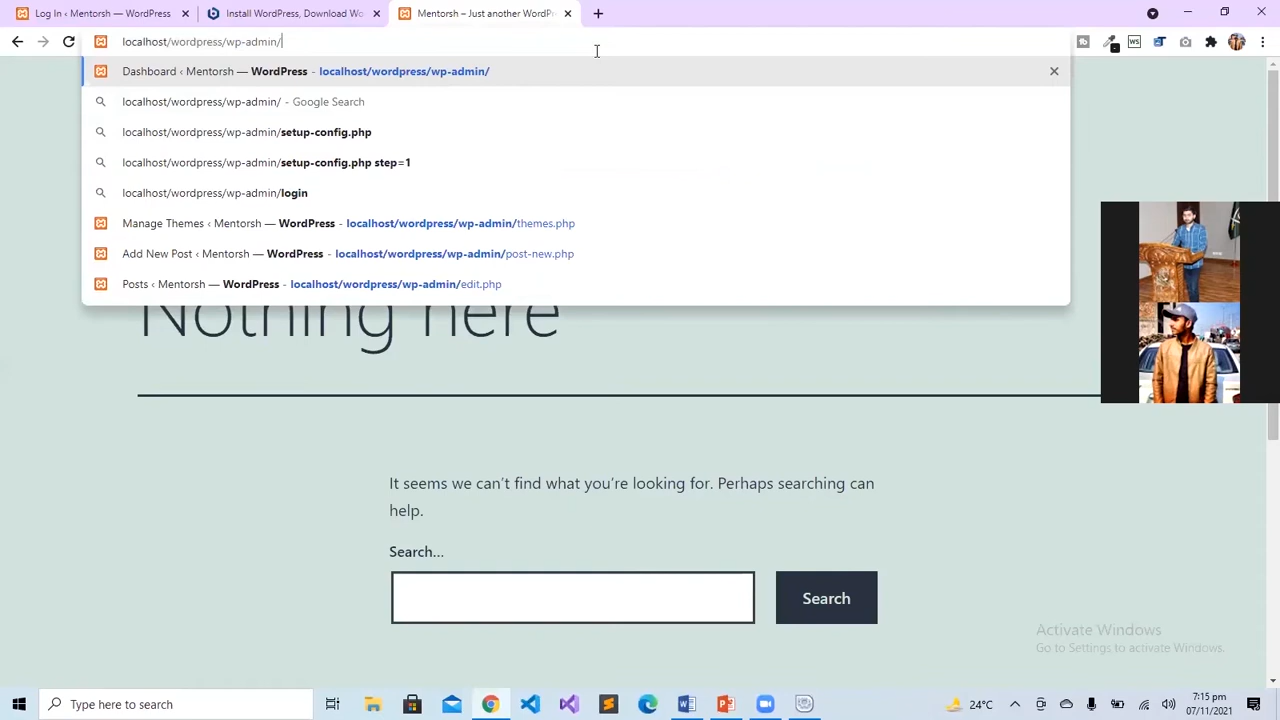 Log In ‹ Mentorsh — WordPress
Install WordPress, Download Wo
Mentorsh – Just another WordPr
localhost/wordpress/wp-admin/
Dashboard ‹ Mentorsh — WordPress - localhost/wordpress/wp-admin/
localhost/wordpress/wp-admin/ - Google Search
localhost/wordpress/wp-admin/setup-config.php
localhost/wordpress/wp-admin/setup-config.php step=1
localhost/wordpress/wp-admin/login
Manage Themes ‹ Mentorsh — WordPress - localhost/wordpress/wp-admin/themes.php
Add New Post ‹ Mentorsh — WordPress - localhost/wordpress/wp-admin/post-new.php
Posts ‹ Mentorsh — WordPress - localhost/wordpress/wp-admin/edit.php
Nothing here
It seems we can't find what you're looking for. Perhaps searching can
help.
Search...
Search
Activate Windows
Go to Settings to activate Windows.
Type here to search
24°C
7:15 pm
07/11/2021